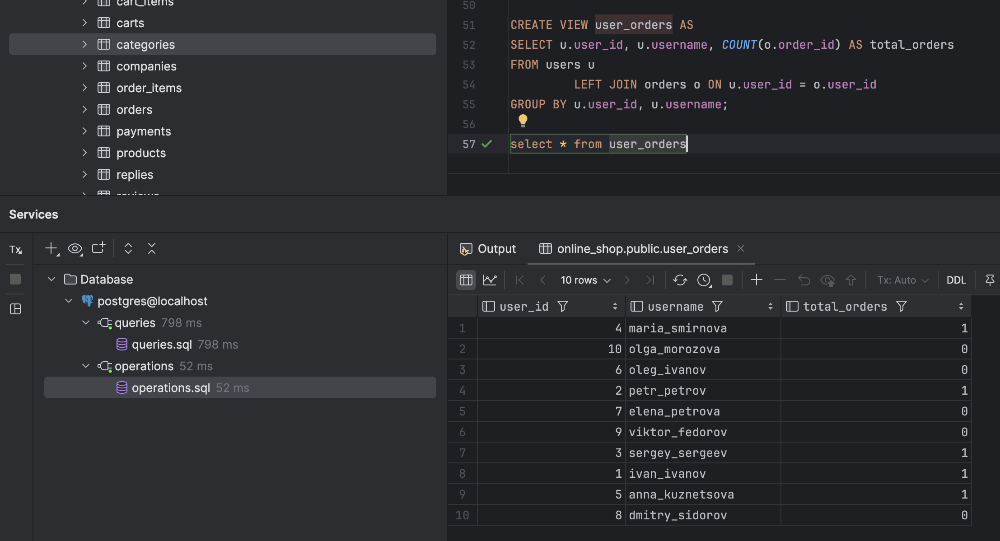 cart_items
carts
categories
companies
order_items
orders
payments
products
replies
reviews
50
51 CREATE VIEW user_orders AS
52 SELECT u.user_id, u.username, COUNT(o.order_id) AS total_orders
53 FROM users u
54 LEFT JOIN orders o ON u.user_id = o.user_id
55 GROUP BY u.user_id, u.username;
56
57 select * from user_orders
Services
Tx
Database
postgres@localhost
queries 798 ms
queries.sql 798 ms
operations 52 ms
operations.sql 52 ms
Output online_shop.public.user_orders
10 rows Tx: Auto DDL
user_id username total_orders
1 4 maria_smirnova 1
2 10 olga_morozova 0
3 6 oleg_ivanov 0
4 2 petr_petrov 1
5 7 elena_petrova 0
6 9 viktor_fedorov 0
7 3 sergey_sergeev 1
8 1 ivan_ivanov 1
9 5 anna_kuznetsova 1
10 8 dmitry_sidorov 0